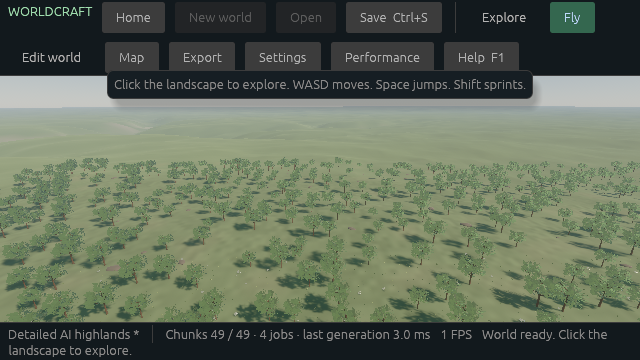 WORLDCRAFT Home New world Open Save Ctrl+S Explore Fly
Edit world Map Export Settings Performance Help F1
Click the landscape to explore. WASD moves. Space jumps. Shift sprints.
Detailed AI highlands * Chunks 49 / 49 · 4 jobs · last generation 3.0 ms 1 FPS World ready. Click the
landscape to explore.